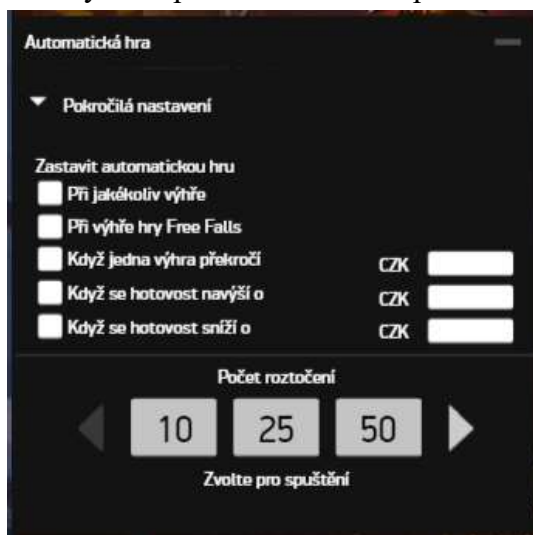 Automatická hra
Pokročilá nastavení
Zastavit automatickou hru
Při jakékoliv výhře
Při výhře hry Free Falls
Když jedna výhra překročí CZK
Když se hotovost navýší o CZK
Když se hotovost sníží o CZK
Počet roztočení
10 25 50
Zvolte pro spuštění